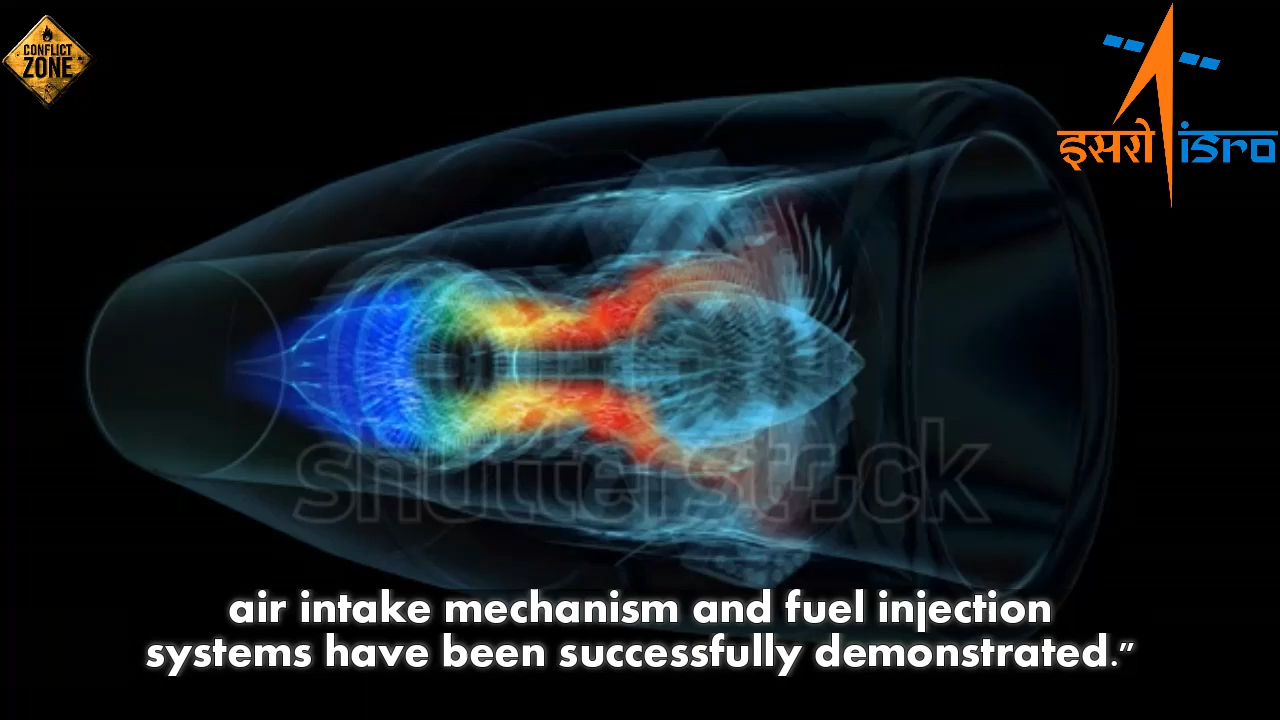 CONFLICT
ZONE
इसरो isro
shutterstock
air intake mechanism and fuel injection
systems have been successfully demonstrated.”